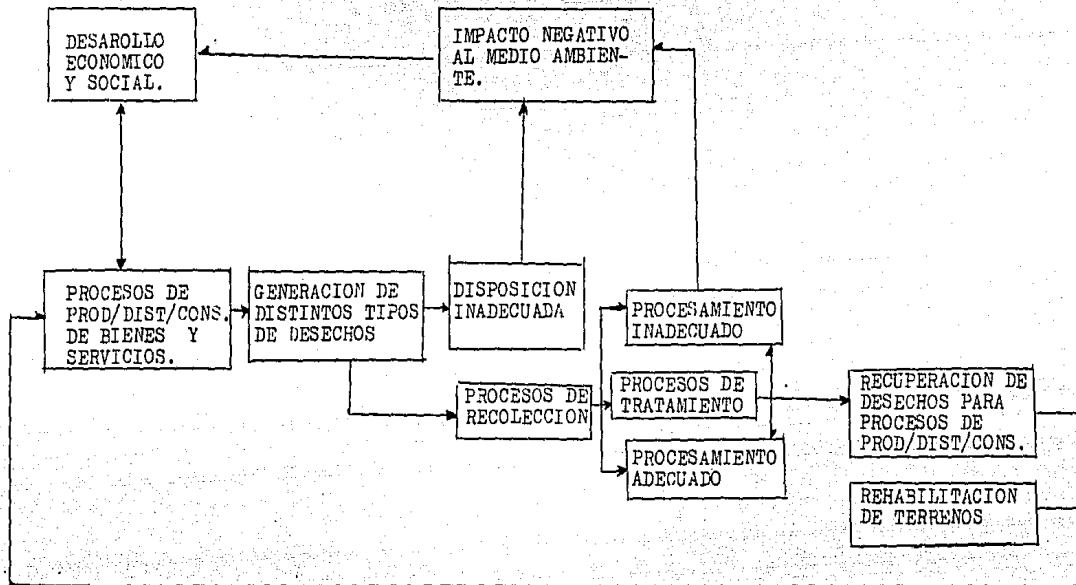 DESAROLLO
ECONOMICO
Y SOCIAL.
IMPACTO NEGATIVO
AL MEDIO AMBIEN-
TE.
PROCESOS DE
PROD/DIST/CONS.
DE BIENES Y
SERVICIOS.
GENERACION DE
DISTINTOS TIPOS
DE DESECHOS
DISPOSICION
INADECUADA
PROCESAMIENTO
INADECUADO
PROCESOS DE
RECOLECCION
PROCESOS DE
TRATAMIENTO
PROCESAMIENTO
ADECUADO
RECUPERACION DE
DESECHOS PARA
PROCESOS DE
PROD/DIST/CONS.
REHABILITACION
DE TERRENOS